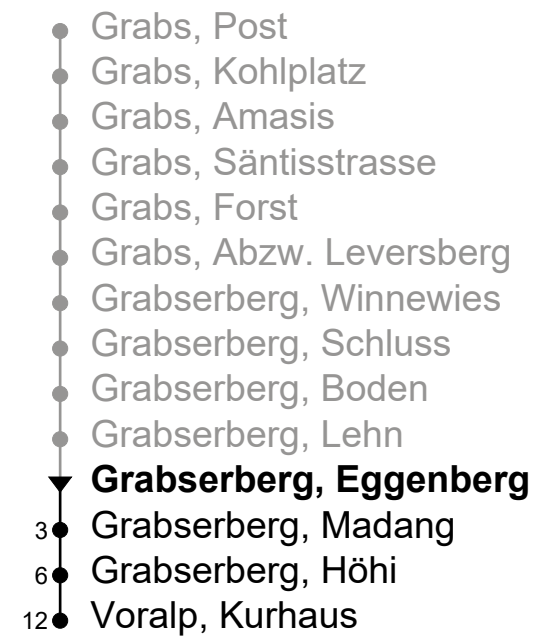 Grabs, Post
Grabs, Kohlplatz
Grabs, Amasis
Grabs, Säntisstrasse
Grabs, Forst
Grabs, Abzw. Leversberg
Grabserberg, Winnewies
Grabserberg, Schluss
Grabserberg, Boden
Grabserberg, Lehn
Grabserberg, Eggenberg
3 Grabserberg, Madang
6 Grabserberg, Höhi
12 Voralp, Kurhaus